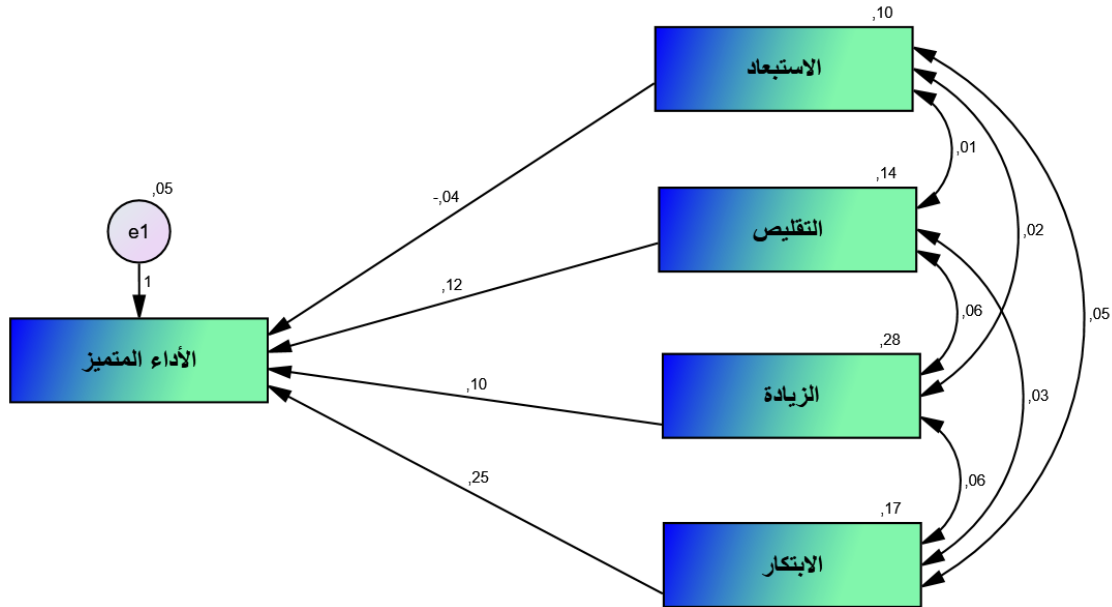 ,10
الاستبعاد
,01
,05
-,04
,14
التقليص
e1
,02
1
,12
,06
,05
الأداء المتميز
,28
الزيادة
,10
,03
,25
,06
,17
الابتكار